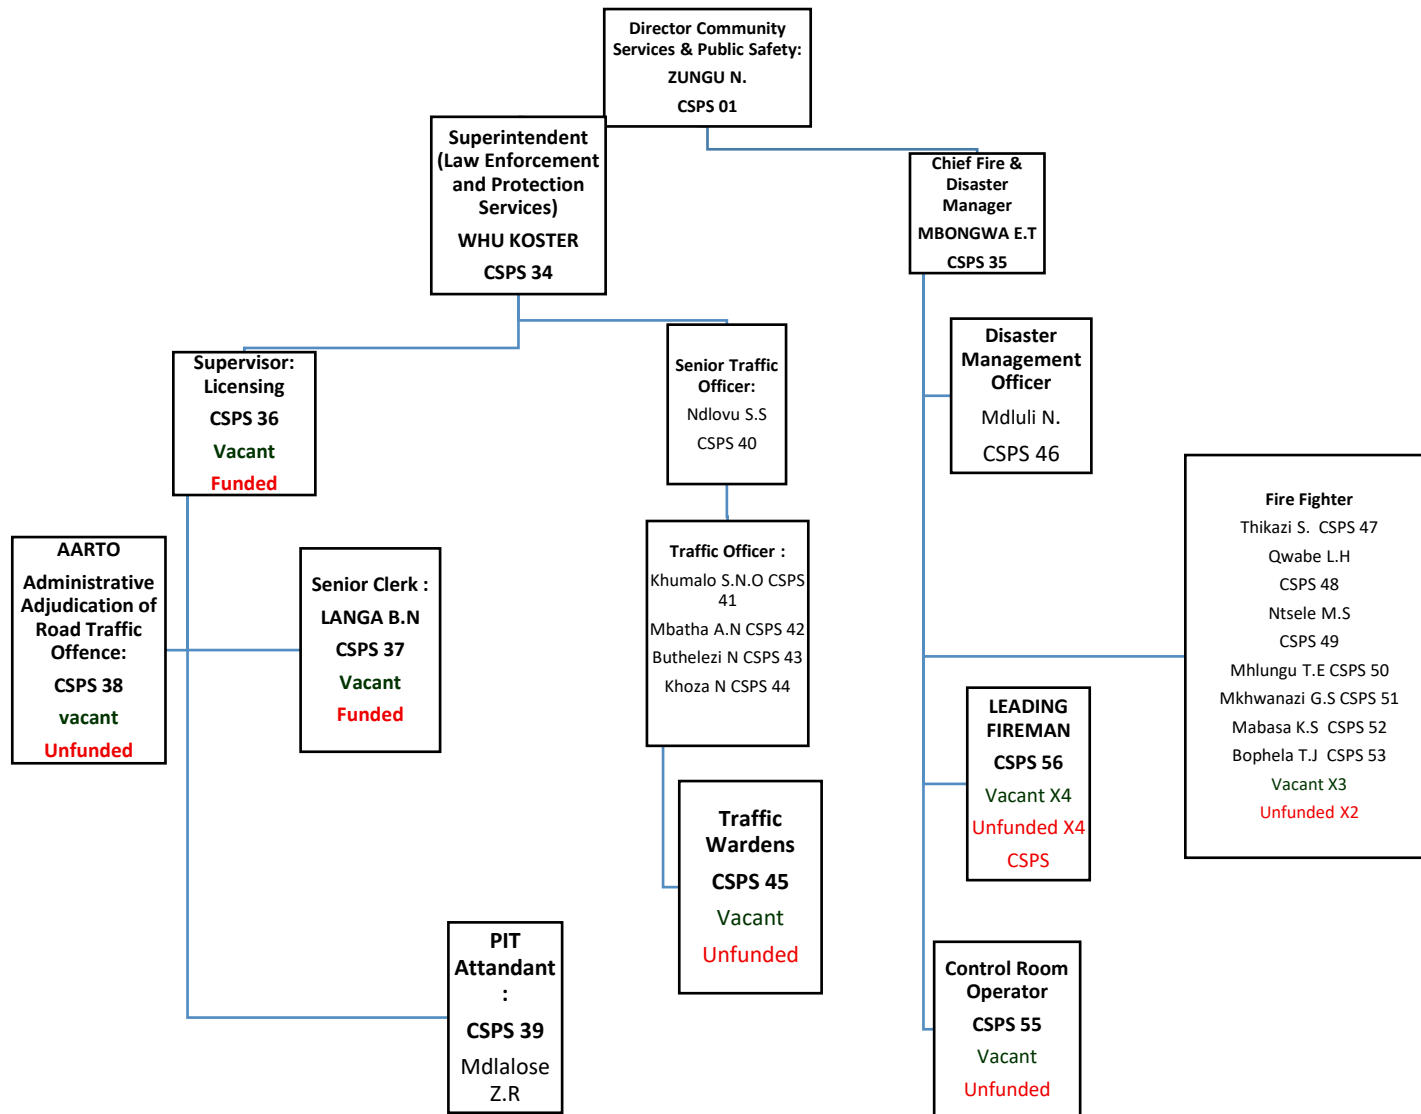 Director Community
Services & Public Safety:
ZUNGU N.
CSPS 01
Superintendent
(Law Enforcement
and Protection
Services)
WHU KOSTER
CSPS 34
Chief Fire &
Disaster
Manager
MBONGWA E.T
CSPS 35
Supervisor:
Licensing
CSPS 36
Vacant
Funded
Senior Traffic
Officer:
Ndlovu S.S
CSPS 40
Disaster
Management
Officer
Mdluli N.
CSPS 46
AARTO
Administrative
Adjudication of
Road Traffic
Offence:
CSPS 38
vacant
Unfunded
Senior Clerk :
LANGA B.N
CSPS 37
Vacant
Funded
Traffic Officer :
Khumalo S.N.O CSPS
41
Mbatha A.N CSPS 42
Buthelezi N CSPS 43
Khoza N CSPS 44
Fire Fighter
Thikazi S.  CSPS 47
Qwabe L.H
CSPS 48
Ntsele M.S
CSPS 49
Mhlungu T.E CSPS 50
Mkhwanazi G.S CSPS 51
Mabasa K.S  CSPS 52
Bophela T.J  CSPS 53
Vacant X3
Unfunded X2
LEADING
FIREMAN
CSPS 56
Vacant X4
Unfunded X4
CSPS
Traffic
Wardens
CSPS 45
Vacant
Unfunded
PIT
Attandant
:
CSPS 39
Mdlalose
Z.R
Control Room
Operator
CSPS 55
Vacant
Unfunded